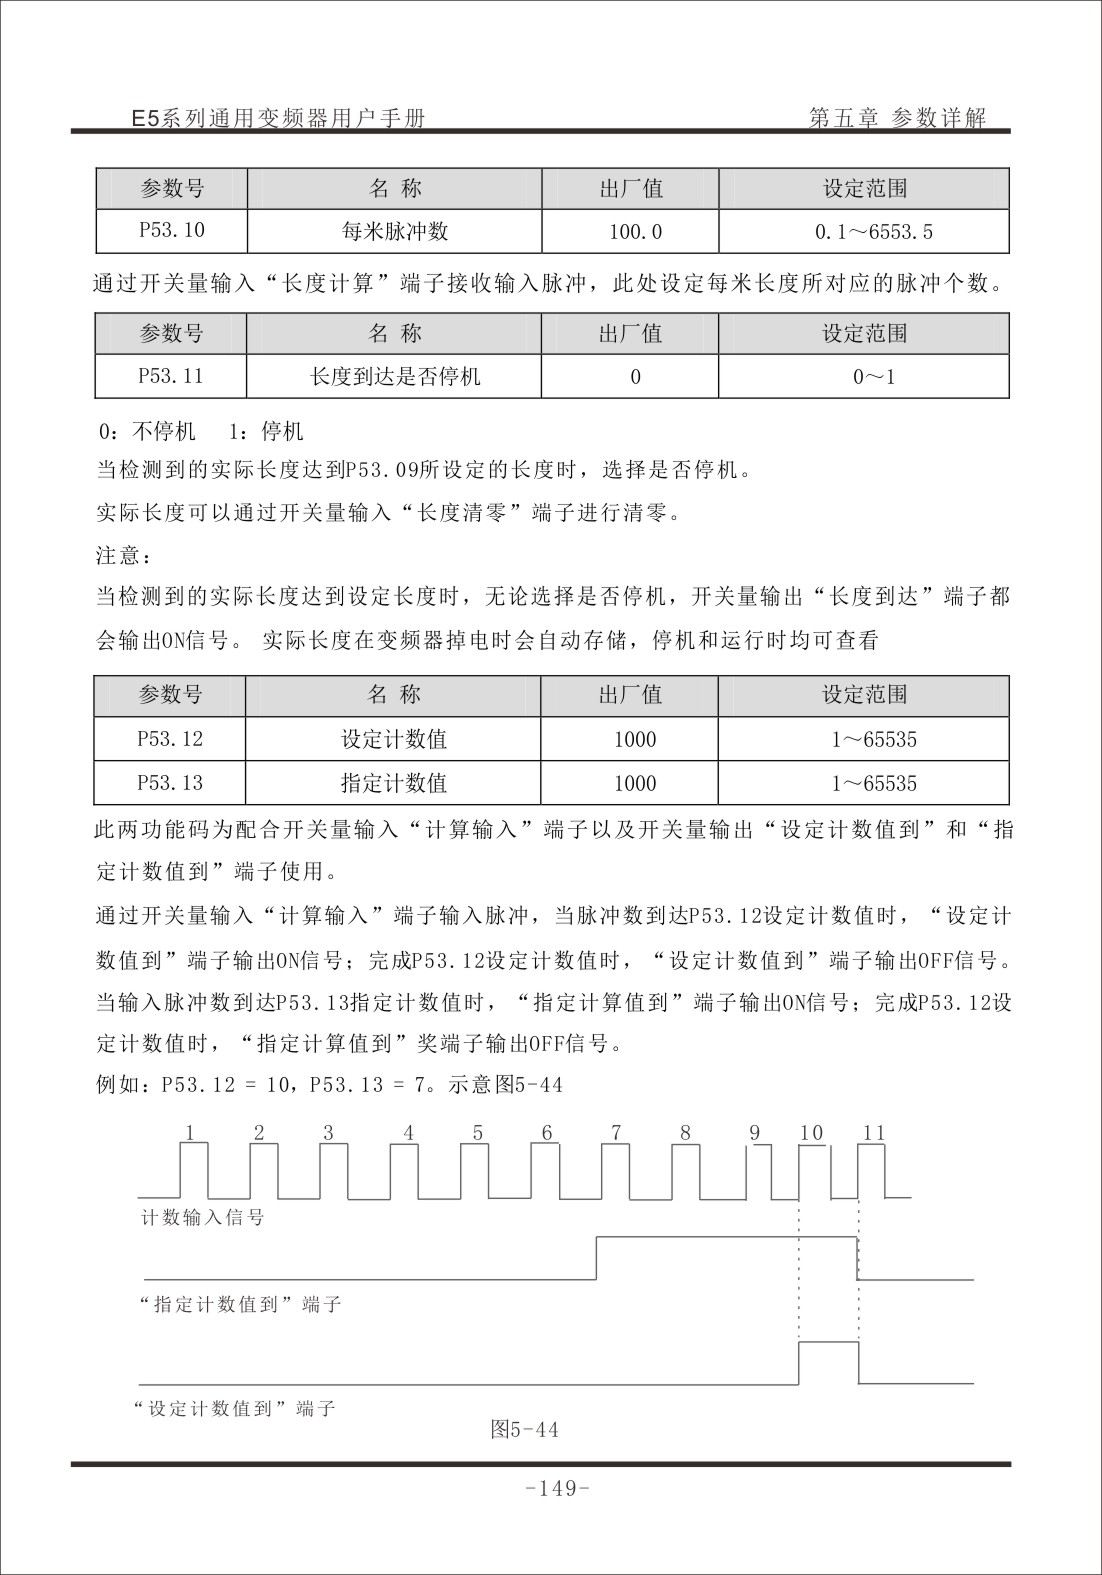 E5系列通用变频器用户手册 第五章 参数详解
参数号 名 称 出厂值 设定范围
P53.10 每米脉冲数 100.0 0.1～6553.5
通过开关量输入“长度计算”端子接收输入脉冲，此处设定每米长度所对应的脉冲个数。
参数号 名 称 出厂值 设定范围
P53.11 长度到达是否停机 0 0～1
0：不停机 1：停机
当检测到的实际长度达到P53.09所设定的长度时，选择是否停机。
实际长度可以通过开关量输入“长度清零”端子进行清零。
注意：
当检测到的实际长度达到设定长度时，无论选择是否停机，开关量输出“长度到达”端子都
会输出ON信号。 实际长度在变频器掉电时会自动存储，停机和运行时均可查看
参数号 名 称 出厂值 设定范围
P53.12 设定计数值 1000 1～65535
P53.13 指定计数值 1000 1～65535
此两功能码为配合开关量输入“计算输入”端子以及开关量输出“设定计数值到”和“指
定计数值到”端子使用。
通过开关量输入“计算输入”端子输入脉冲，当脉冲数到达P53.12设定计数值时，“设定计
数值到”端子输出ON信号；完成P53.12设定计数值时，“设定计数值到”端子输出OFF信号。
当输入脉冲数到达P53.13指定计数值时，“指定计算值到”端子输出ON信号；完成P53.12设
定计数值时，“指定计算值到”奖端子输出OFF信号。
例如：P53.12 = 10，P53.13 = 7。示意图5-44
1 2 3 4 5 6 7 8 9 10 11
计数输入信号
“指定计数值到”端子
“设定计数值到”端子
图5-44
-149-